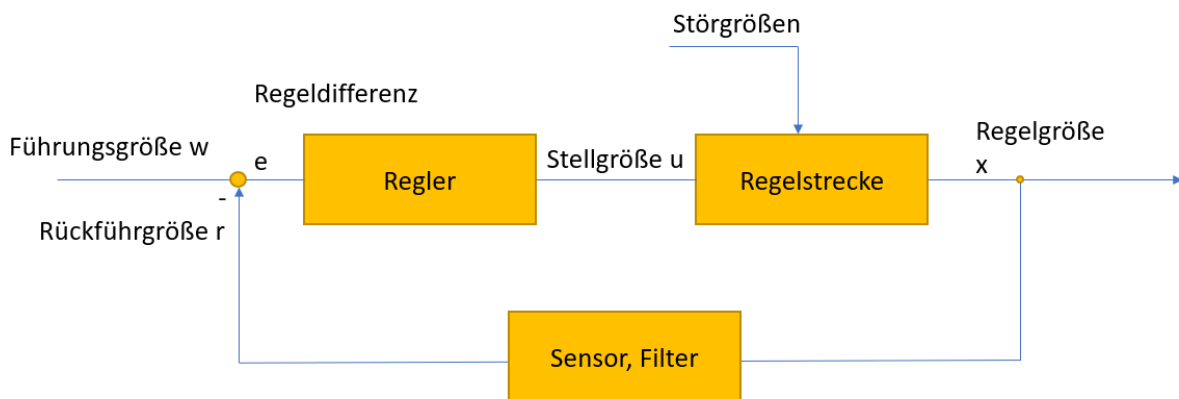 Störgrößen
Regeldifferenz
Führungsgröße w
e
Regler
Stellgröße u
Regelstrecke
Regelgröße
x
-
Rückführgröße r
Sensor, Filter